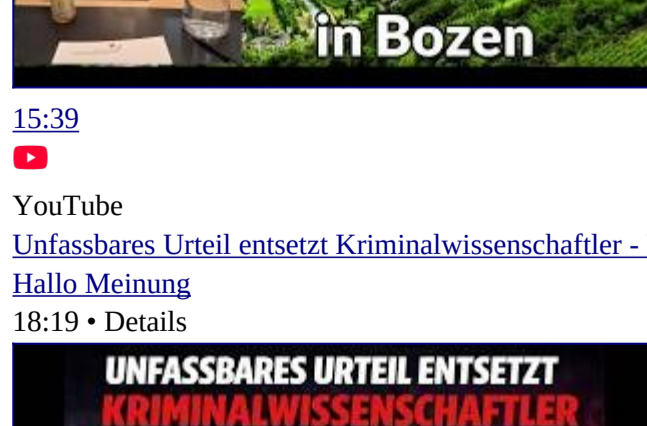 in Bozen
15:39
YouTube
Unfassbares Urteil entsetzt Kriminalwissenschaftler -
Hallo Meinung
18:19 • Details
UNFASSBARES URTEIL ENTSETZT
KRIMINALWISSENSCHAFTLER